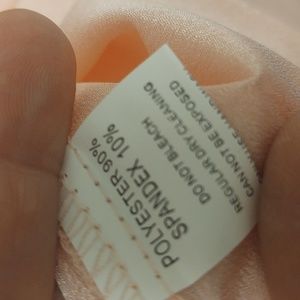 POLYESTER 90%
SPANDEX 10%
DO NOT BLEACH
REGULAR DRY CLEANING
CAN NOT BE EXPOSED